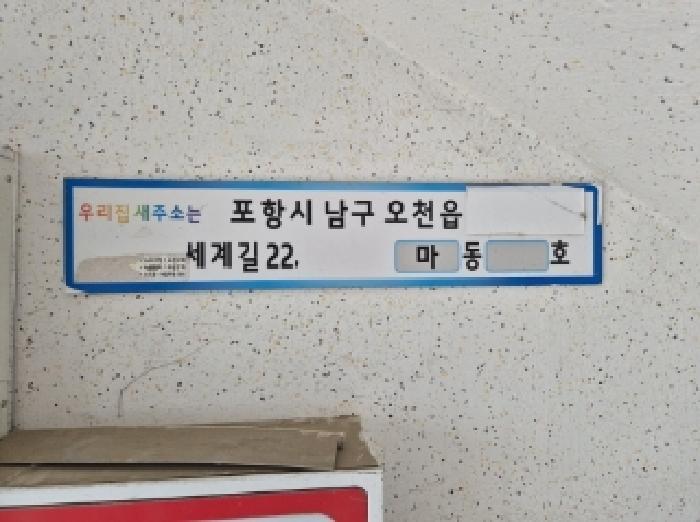 우리집 새주소는 포항시 남구 오천읍
세계길 22, 마 동 호